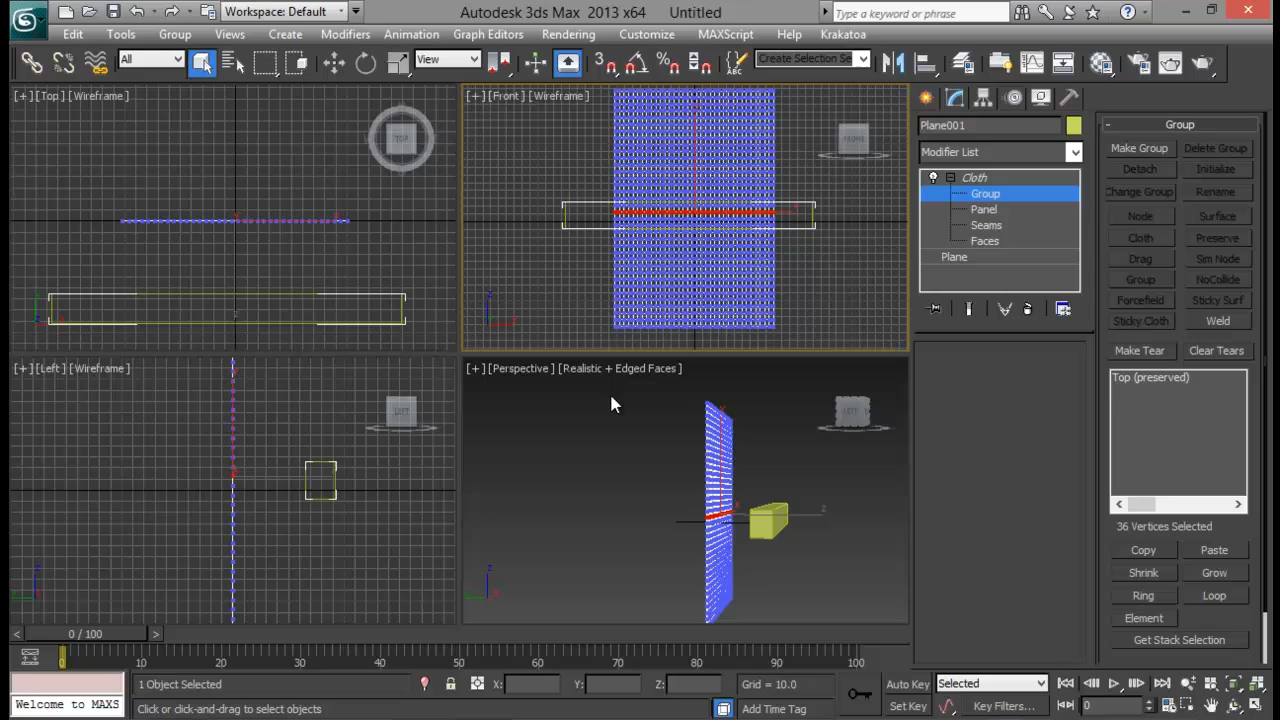 Workspace: Default
Autodesk 3ds Max 2013 x64 Untitled
Type a keyword or phrase
Edit Tools Group Views Create Modifiers Animation Graph Editors Rendering Customize MAXScript Help Krakatoa
All
View
3
%
ABC
Create Selection Se
[+] [Top] [Wireframe]
TOP
[+] [Front] [Wireframe]
FRONT
[+] [Left] [Wireframe]
LEFT
[+] [Perspective] [Realistic + Edged Faces]
LEFT
z
Plane001
Modifier List
Cloth
Group
Panel
Seams
Faces
Plane
- Group
Make Group Delete Group
Detach Initialize
Change Group Rename
Node Surface
Cloth Preserve
Drag Sim Node
Group NoCollide
Forcefield Sticky Surf
Sticky Cloth Weld
Make Tear Clear Tears
Top (preserved)
36 Vertices Selected
Copy Paste
Shrink Grow
Ring Loop
Element
Get Stack Selection
< 0 / 100 >
0 10 20 30 40 50 60 70 80 90 100
1 Object Selected X: Y: Z: Grid = 10.0 Auto Key Selected
Welcome to MAXS Click or click-and-drag to select objects Add Time Tag Set Key Key Filters... 0